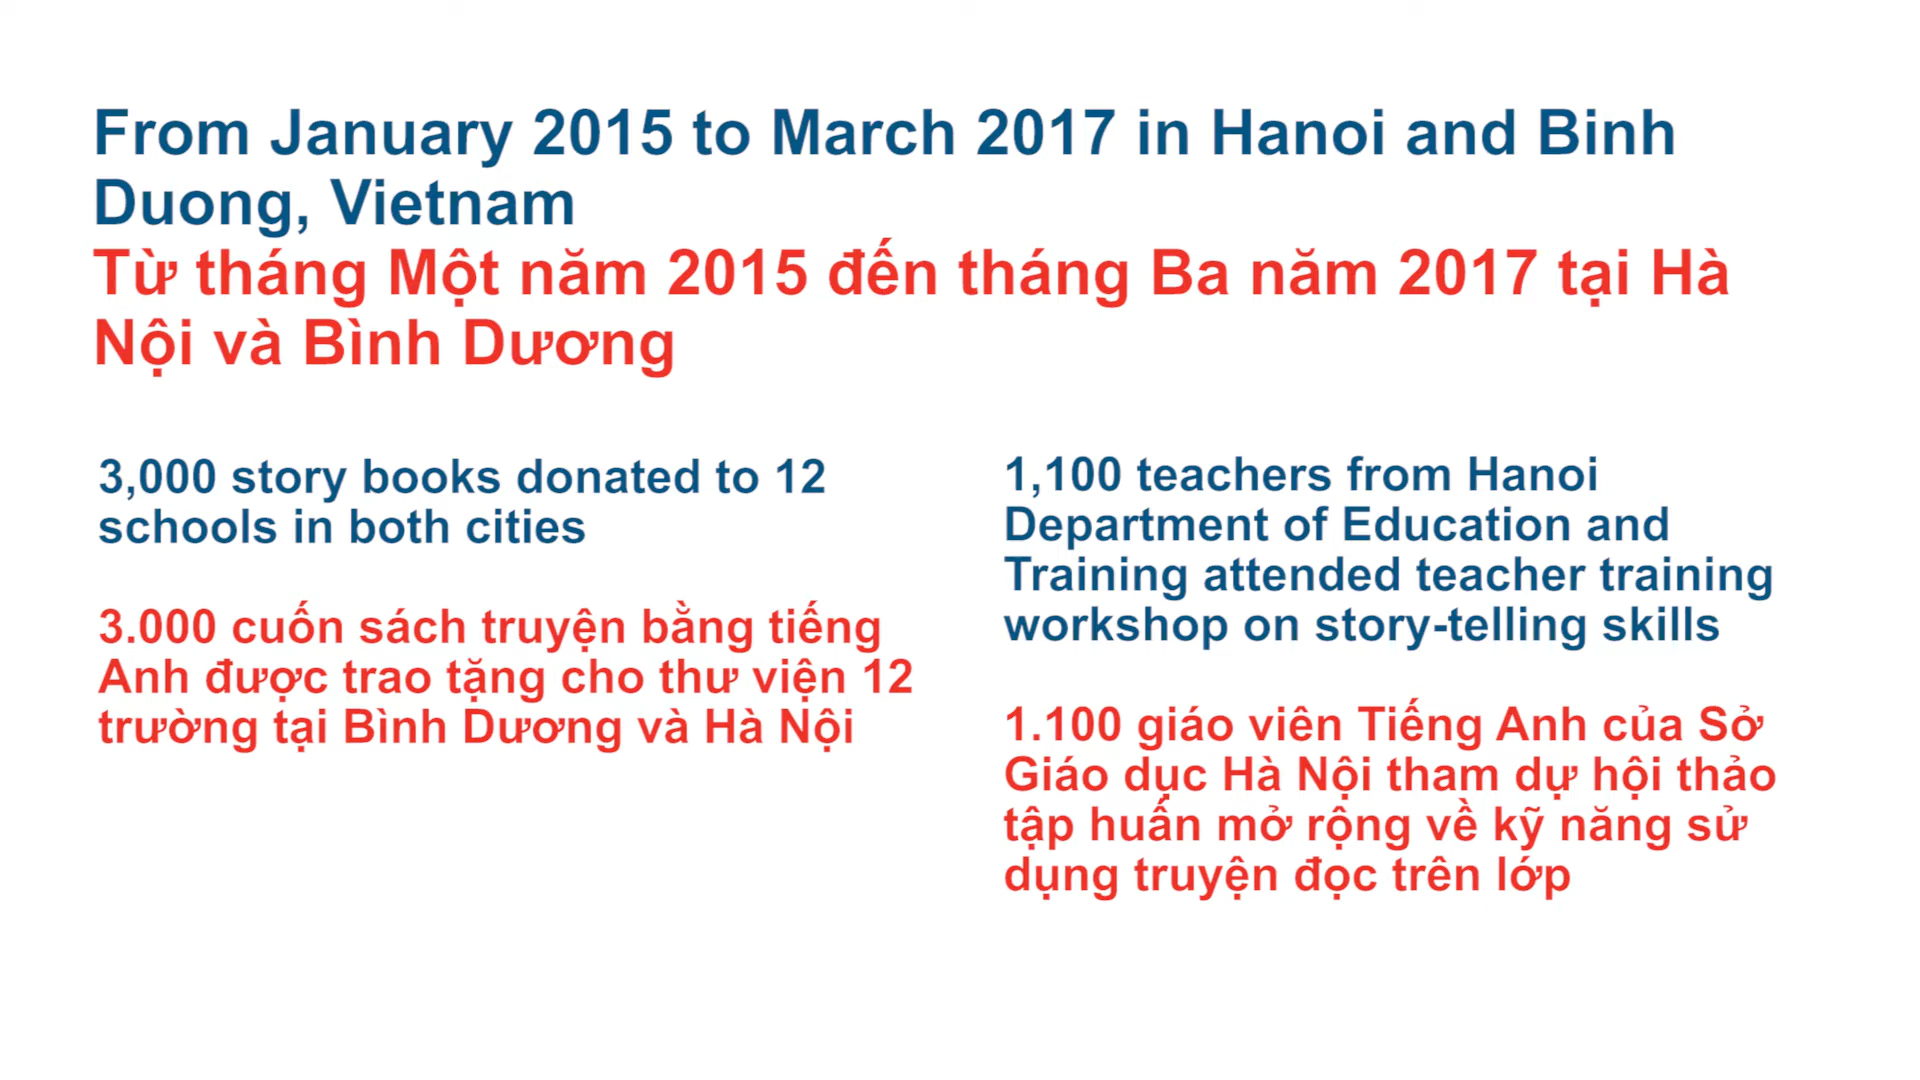 From January 2015 to March 2017 in Hanoi and Binh
Duong, Vietnam
Từ tháng Một năm 2015 đến tháng Ba năm 2017 tại Hà
Nội và Bình Dương
3,000 story books donated to 12
schools in both cities
3.000 cuốn sách truyện bằng tiếng
Anh được trao tặng cho thư viện 12
trường tại Bình Dương và Hà Nội
1,100 teachers from Hanoi
Department of Education and
Training attended teacher training
workshop on story-telling skills
1.100 giáo viên Tiếng Anh của Sở
Giáo dục Hà Nội tham dự hội thảo
tập huấn mở rộng về kỹ năng sử
dụng truyện đọc trên lớp